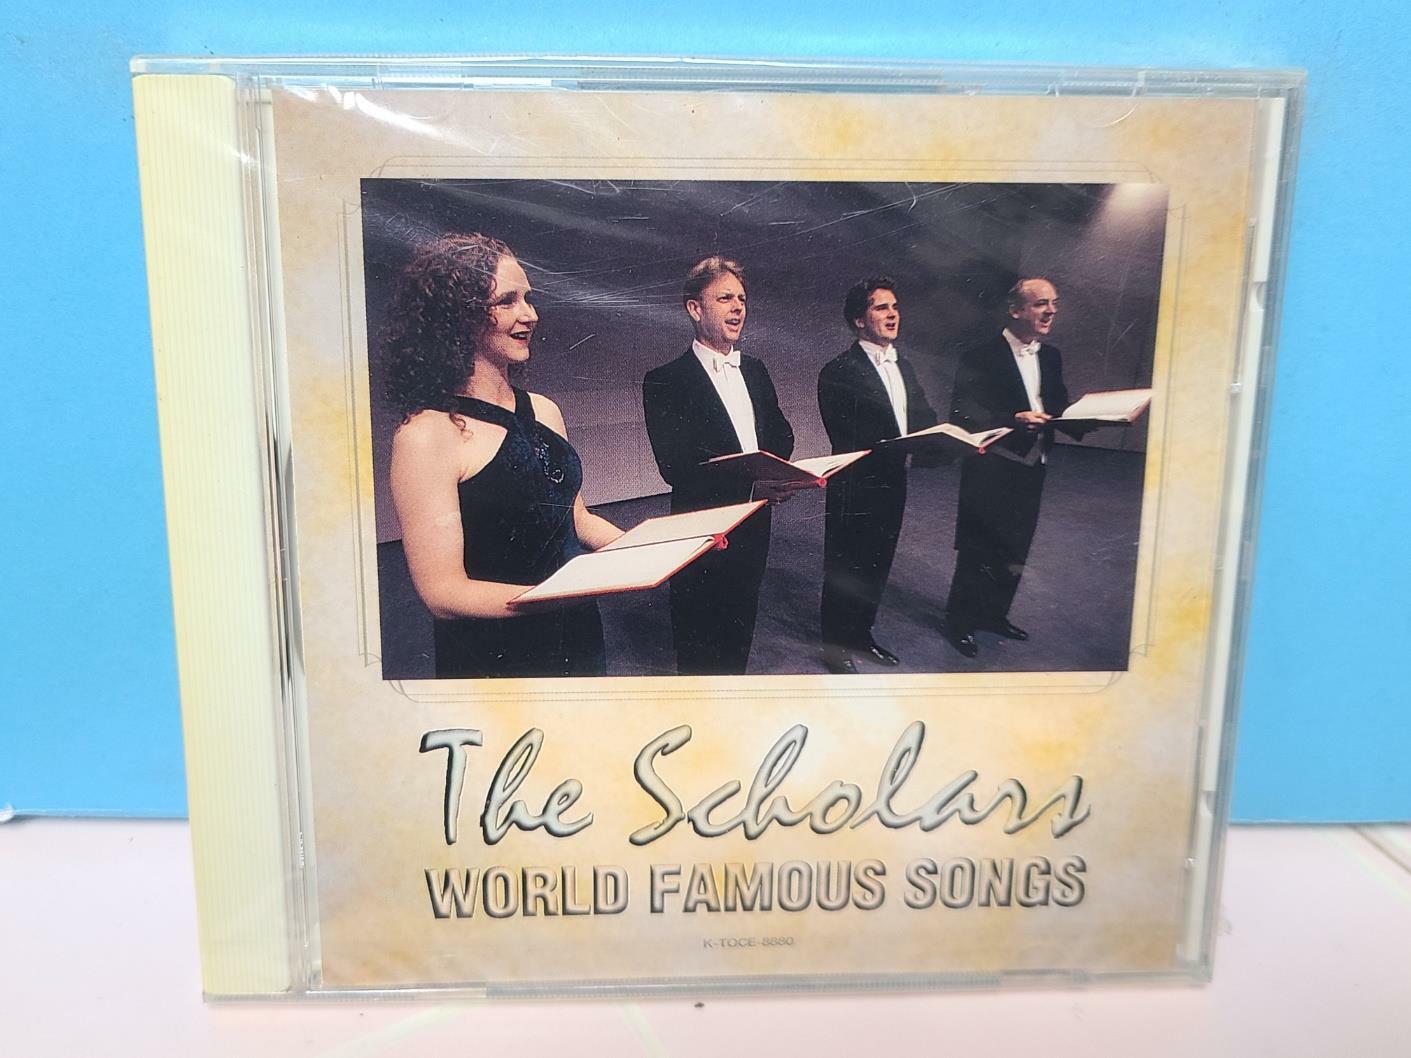 The Scholars
WORLD FAMOUS SONGS
K-TOCE-8880